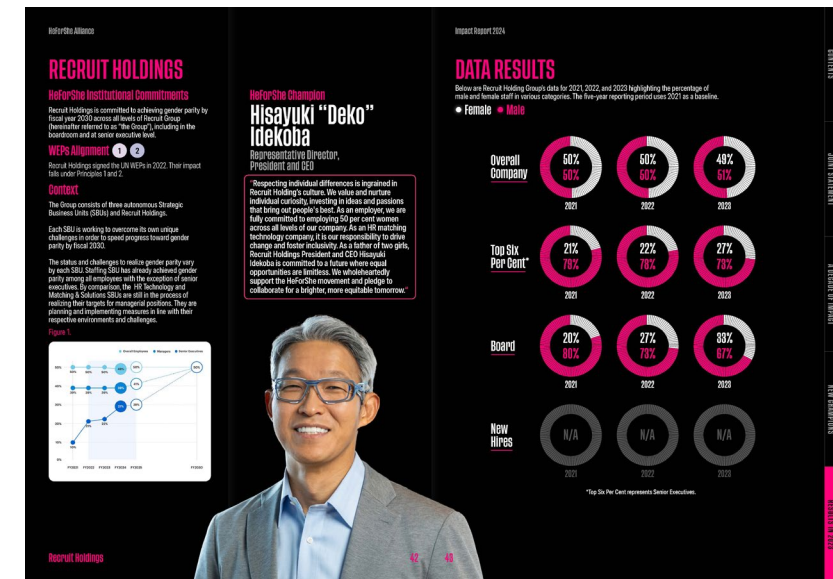 HeForShe Alliance
RECRUIT HOLDINGS
HeForShe Institutional Commitments
Recruit Holdings is committed to achieving gender parity by
fiscal year 2030 across all levels of Recruit Group
(hereinafter referred to as "the Group"), including in the
boardroom and at senior executive level.
WEPs Alignment 1 2
Recruit Holdings signed the UN WEPs in 2022. Their impact
falls under Principles 1 and 2.
Context
The Group consists of three autonomous Strategic
Business Units (SBUs) and Recruit Holdings.
Each SBU is working to overcome its own unique
challenges in order to speed progress toward gender
parity by fiscal 2030.
The status and challenges to realize gender parity vary
by each SBU. Staffing SBU has already achieved gender
parity among all employees with the exception of senior
executives. By comparison, the HR Technology and
Matching & Solutions SBUs are still in the process of
realizing their targets for managerial positions. They are
planning and implementing measures in line with their
respective environments and challenges.
Figure 1.
Overall Employees Managers Senior Executives
50%
40%
30%
20%
10%
0%
Recruit Holdings
HeForShe Champion
Hisayuki “Deko”
Idekoba
Representative Director,
President and CEO
"Respecting individual differences is ingrained in
Recruit Holding's culture. We value and nurture
individual curiosity, investing in ideas and passions
that bring out people's best. As an employer, we are
fully committed to employing 50 per cent women
across all levels of our company. As an HR matching
technology company, it is our responsibility to drive
change and foster inclusivity. As a father of two girls,
Recruit Holdings President and CEO Hisayuki
Idekoba is committed to a future where equal
opportunities are limitless. We wholeheartedly
support the HeForShe movement and pledge to
collaborate for a brighter, more equitable tomorrow."
42 43
Impact Report 2024
DATA RESULTS
Below are Recruit Holding Group's data for 2021, 2022, and 2023 highlighting the percentage of
male and female staff in various categories. The five-year reporting period uses 2021 as a baseline.
Female Male
Overall
Company
50% 50% 49%
50% 50% 51%
2021 2022 2023
Top Six
Per Cent*
21% 22% 27%
79% 78% 73%
2021 2022 2023
Board
20% 27% 33%
80% 73% 67%
2021 2022 2023
New
Hires
N/A N/A N/A
2021 2022 2023
*Top Six Per Cent represents Senior Executives.
CONTENTS
JOINT STATEMENT
A DECADE OF IMPACT
NEW CHAMPIONS